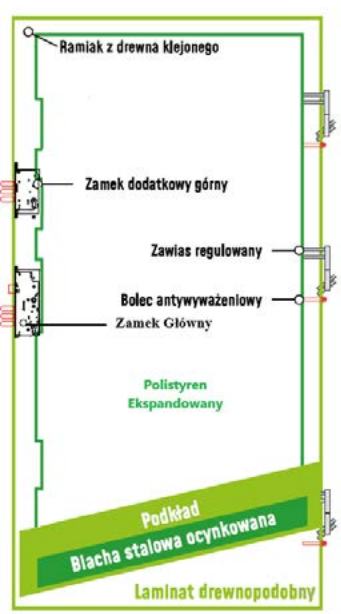 Ramiak z drewna klejonego
Zamek dodatkowy górny
Zawias regulowany
Bolec antywyważeniowy
Zamek Główny
Polistyren
Ekspandowany
Podkład
Blacha stalowa ocynkowana
Laminat drewnopodobny